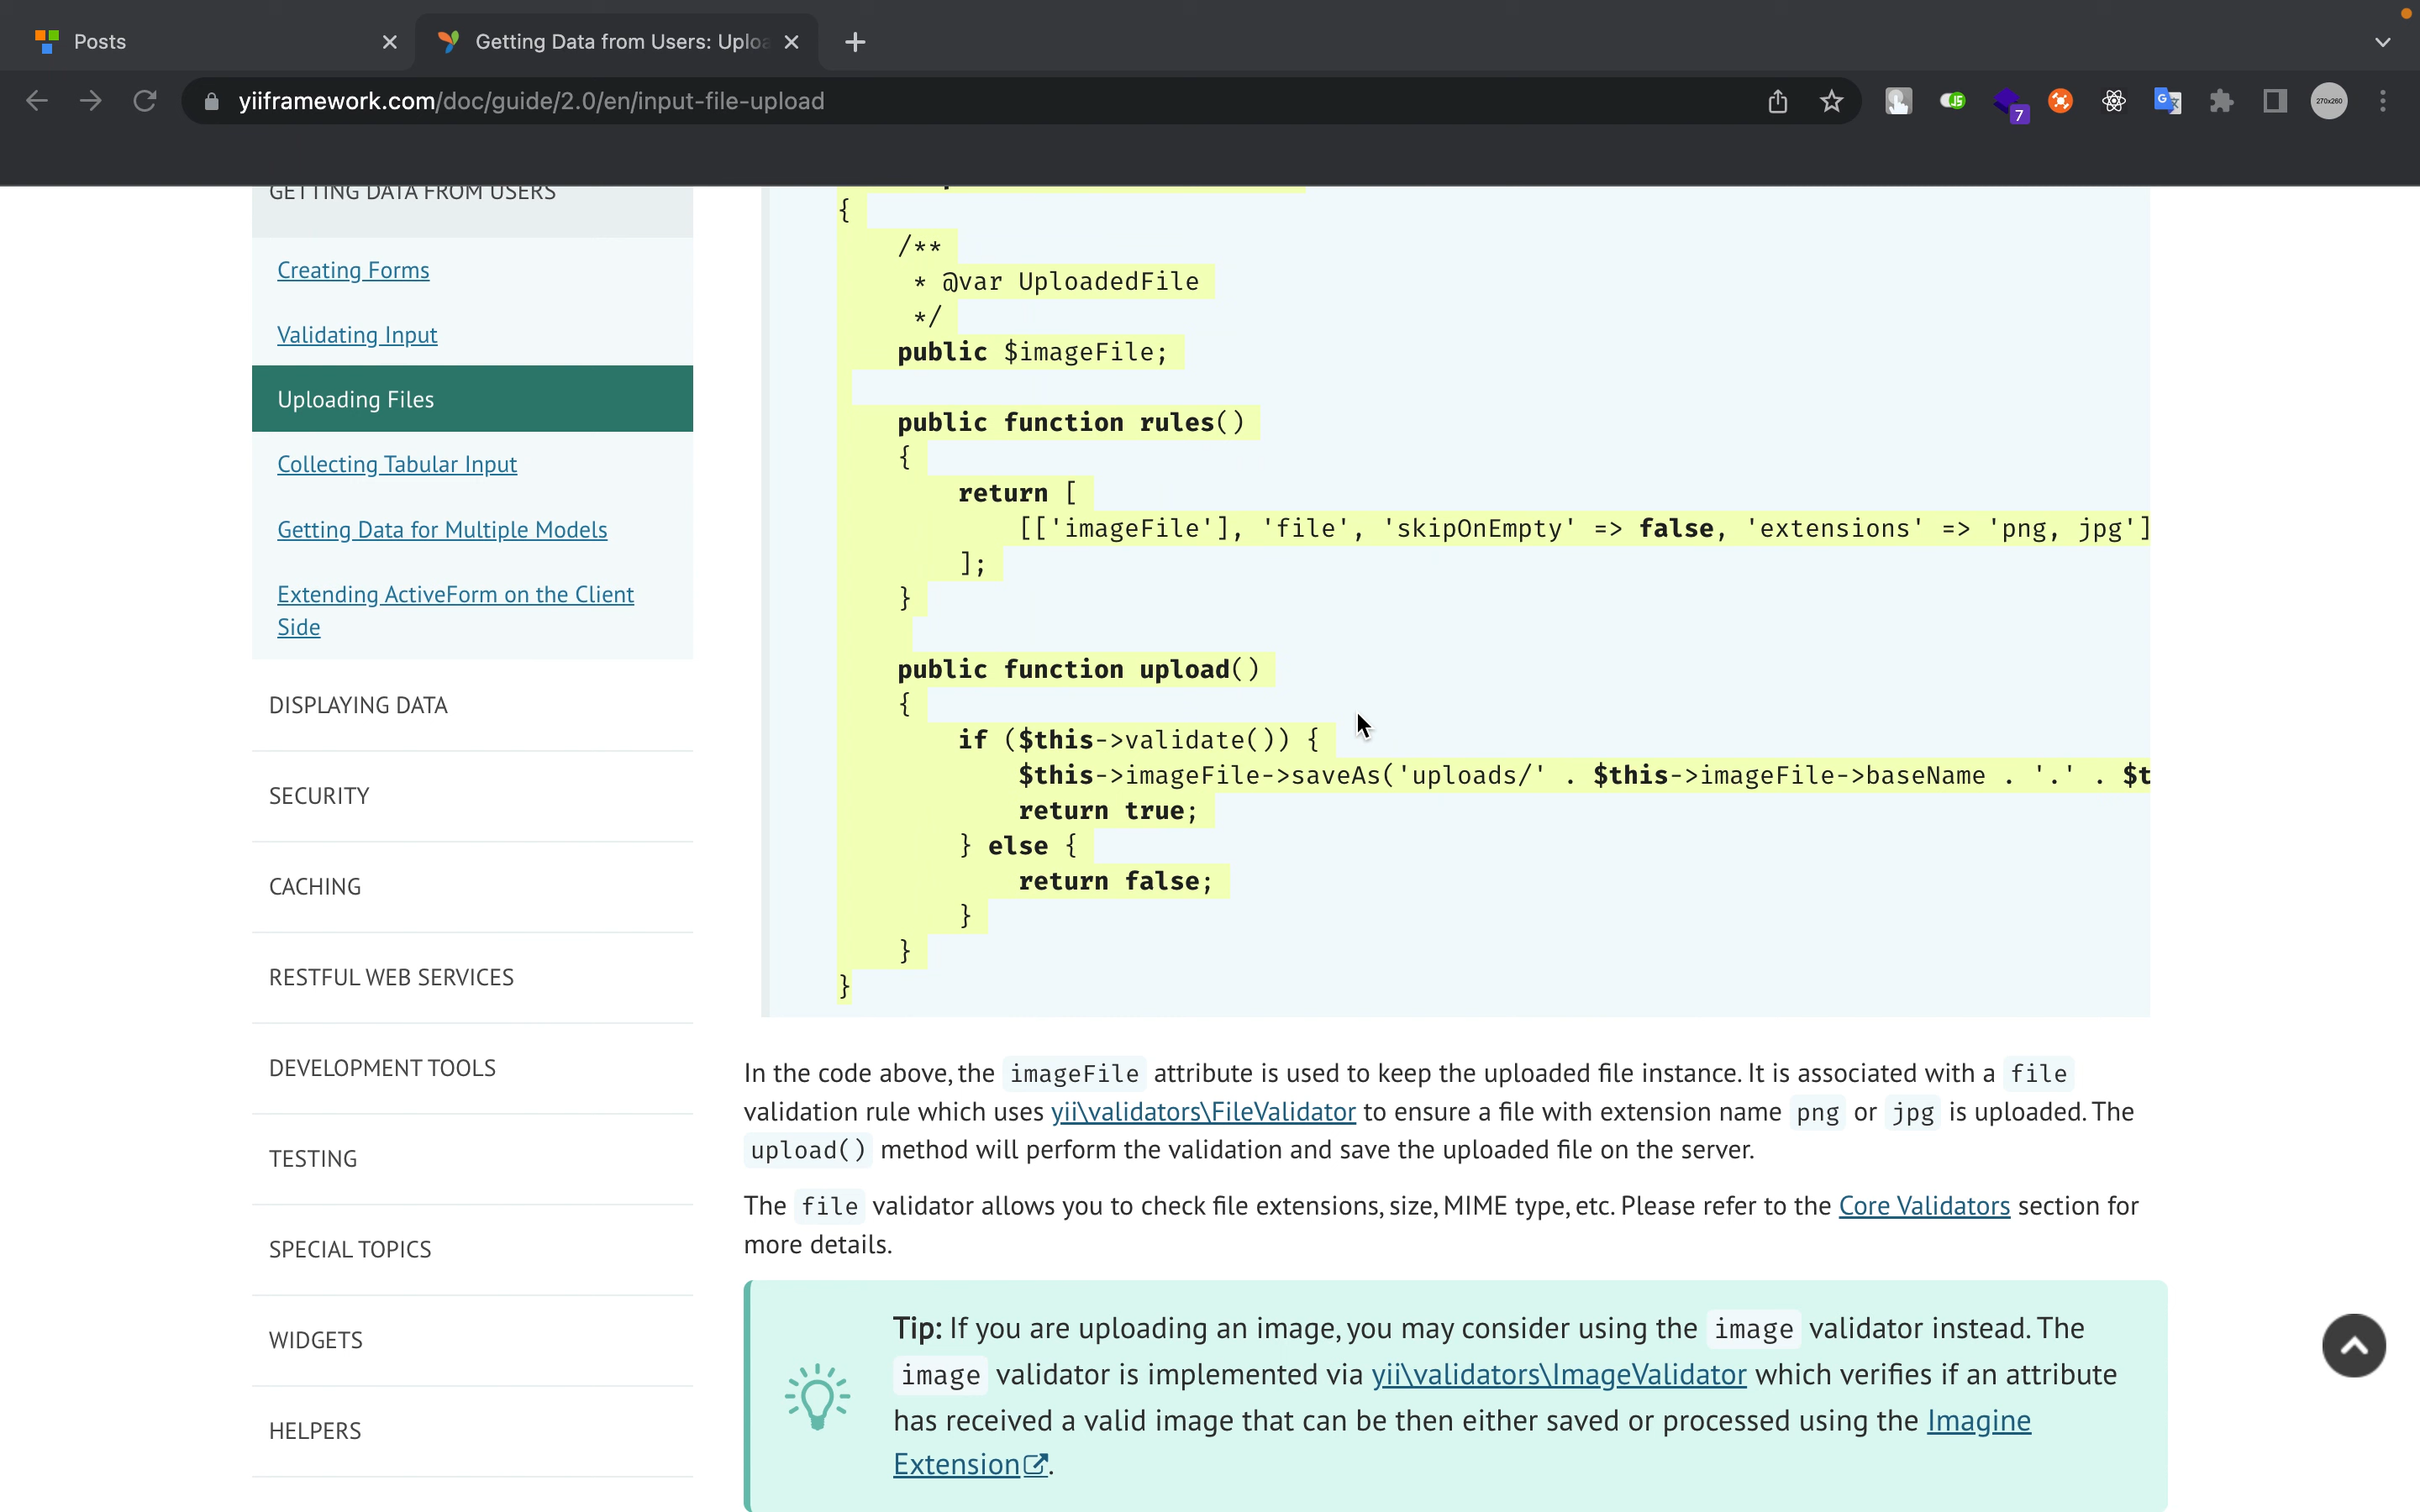 Posts
Getting Data from Users: Uploa
yiiframework.com/doc/guide/2.0/en/input-file-upload
7
270x260
GETTING DATA FROM USERS
Creating Forms
Validating Input
Uploading Files
Collecting Tabular Input
Getting Data for Multiple Models
Extending ActiveForm on the Client
Side
DISPLAYING DATA
SECURITY
CACHING
RESTFUL WEB SERVICES
DEVELOPMENT TOOLS
TESTING
SPECIAL TOPICS
WIDGETS
HELPERS
{
/**
* @var UploadedFile
*/
public $imageFile;
public function rules()
{
return [
[['imageFile'], 'file', 'skipOnEmpty' => false, 'extensions' => 'png, jpg']
];
}
public function upload()
{
if ($this->validate()) {
$this->imageFile->saveAs('uploads/' . $this->imageFile->baseName . '.' . $t
return true;
} else {
return false;
}
}
}
In the code above, the imageFile attribute is used to keep the uploaded file instance. It is associated with a file
validation rule which uses yii\validators\FileValidator to ensure a file with extension name png or jpg is uploaded. The
upload() method will perform the validation and save the uploaded file on the server.
The file validator allows you to check file extensions, size, MIME type, etc. Please refer to the Core Validators section for
more details.
Tip: If you are uploading an image, you may consider using the image validator instead. The
image validator is implemented via yii\validators\ImageValidator which verifies if an attribute
has received a valid image that can be then either saved or processed using the Imagine
Extension.